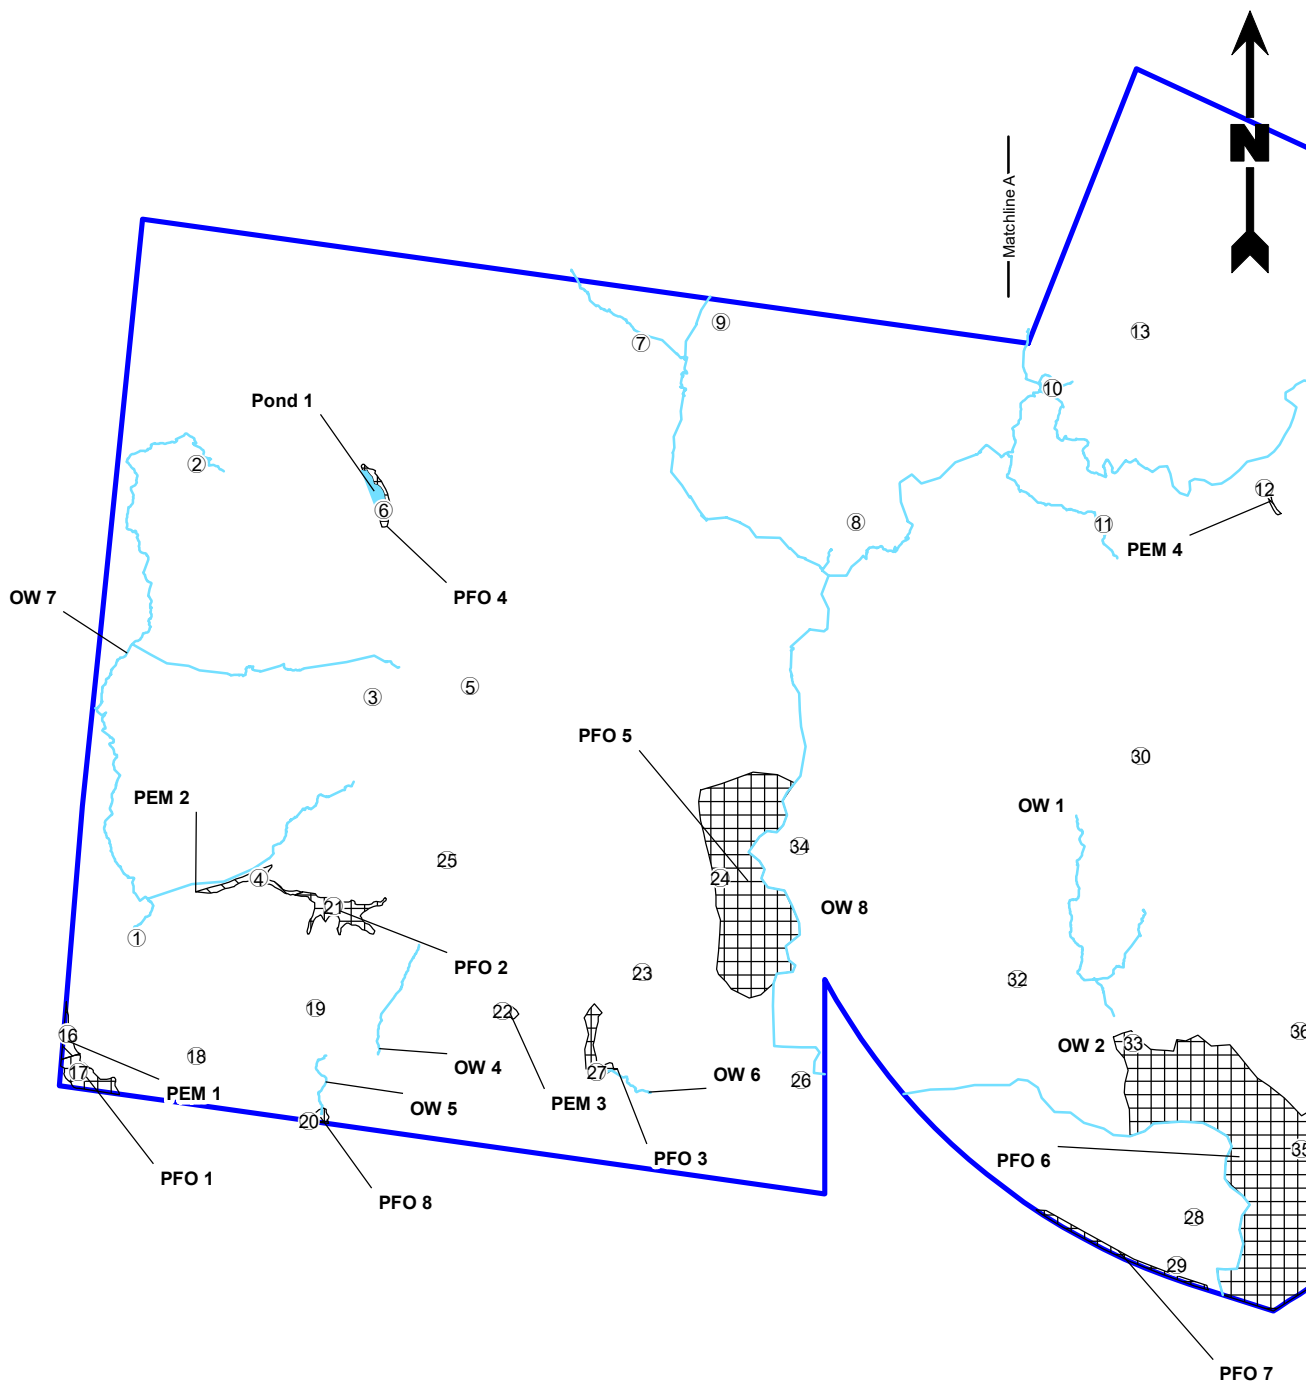 N
Matchline A
9
13
7
10
Pond 1
2
12
6
8
11
PEM 4
OW 7
PFO 4
5
3
PFO 5
30
PEM 2
OW 1
34
25
4
24
21
OW 8
1
PFO 2
23
32
19
22
16
36
33
OW 2
18
17
OW 4
27
OW 6
26
PEM 1
OW 5
PEM 3
20
35
PFO 3
PFO 6
PFO 1
PFO 8
28
29
PFO 7